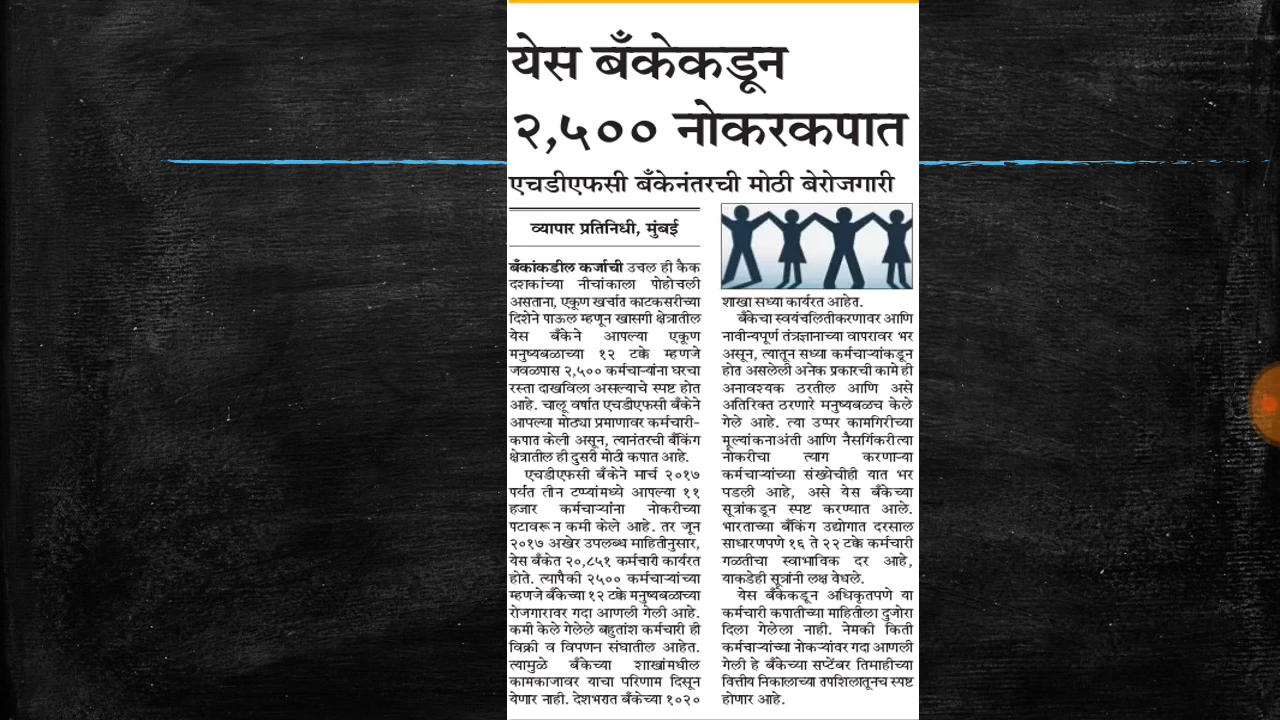 येस बँकेकडून
२,५०० नोकरकपात
एचडीएफसी बँकेनंतरची मोठी बेरोजगारी
व्यापार प्रतिनिधी, मुंबई
बँकांकडील कर्जाची उचल ही कैक
दशकांच्या नीचांकाला पोहोचली
असताना, एकूण खर्चात काटकसरीच्या
दिशेने पाऊल म्हणून खासगी क्षेत्रातील
येस बँकेने आपल्या एकूण
मनुष्यबळाच्या १२ टक्के म्हणजे
जवळपास २,५०० कर्मचाऱ्यांना घरचा
रस्ता दाखविला असल्याचे स्पष्ट होत
आहे. चालू वर्षात एचडीएफसी बँकेने
आपल्या मोठ्या प्रमाणावर कर्मचारी-
कपात केली असून, त्यानंतरची बँकिंग
क्षेत्रातील ही दुसरी मोठी कपात आहे.
एचडीएफसी बँकेने मार्च २०१७
पर्यंत तीन टप्प्यांमध्ये आपल्या ११
हजार कर्मचाऱ्यांना नोकरीच्या
पटावरून कमी केले आहे. तर जून
२०१७ अखेर उपलब्ध माहितीनुसार,
येस बँकेत २०,८५१ कर्मचारी कार्यरत
होते. त्यापैकी २५०० कर्मचाऱ्यांच्या
म्हणजे बँकेच्या १२ टक्के मनुष्यबळाच्या
रोजगारावर गदा आणली गेली आहे.
कमी केले गेलेले बहुतांश कर्मचारी ही
विक्री व विपणन संघातील आहेत.
त्यामुळे बँकेच्या शाखांमधील
कामकाजावर याचा परिणाम दिसून
येणार नाही. देशभरात बँकेच्या १०२०
शाखा सध्या कार्यरत आहेत.
बँकेचा स्वयंचलितीकरणावर आणि
नावीन्यपूर्ण तंत्रज्ञानाच्या वापरावर भर
असून, त्यातून सध्या कर्मचाऱ्यांकडून
होत असलेली अनेक प्रकारची कामे ही
अनावश्यक ठरतील आणि असे
अतिरिक्त ठरणारे मनुष्यबळच केले
गेले आहे. त्या उप्पर कामगिरीच्या
मूल्यांकनाअंती आणि नैसर्गिकरीत्या
नोकरीचा त्याग करणाऱ्या
कर्मचाऱ्यांच्या संख्येचीही यात भर
पडली आहे, असे येस बँकेच्या
सूत्रांकडून स्पष्ट करण्यात आले.
भारताच्या बँकिंग उद्योगात दरसाल
साधारणपणे १६ ते २२ टक्के कर्मचारी
गळतीचा स्वाभाविक दर आहे,
याकडेही सूत्रांनी लक्ष वेधले.
येस बँकेकडून अधिकृतपणे या
कर्मचारी कपातीच्या माहितीला दुजोरा
दिला गेलेला नाही. नेमकी किती
कर्मचाऱ्यांच्या नोकऱ्यांवर गदा आणली
गेली हे बँकेच्या सप्टेंबर तिमाहीच्या
वित्तीय निकालाच्या तपशिलातूनच स्पष्ट
होणार आहे.